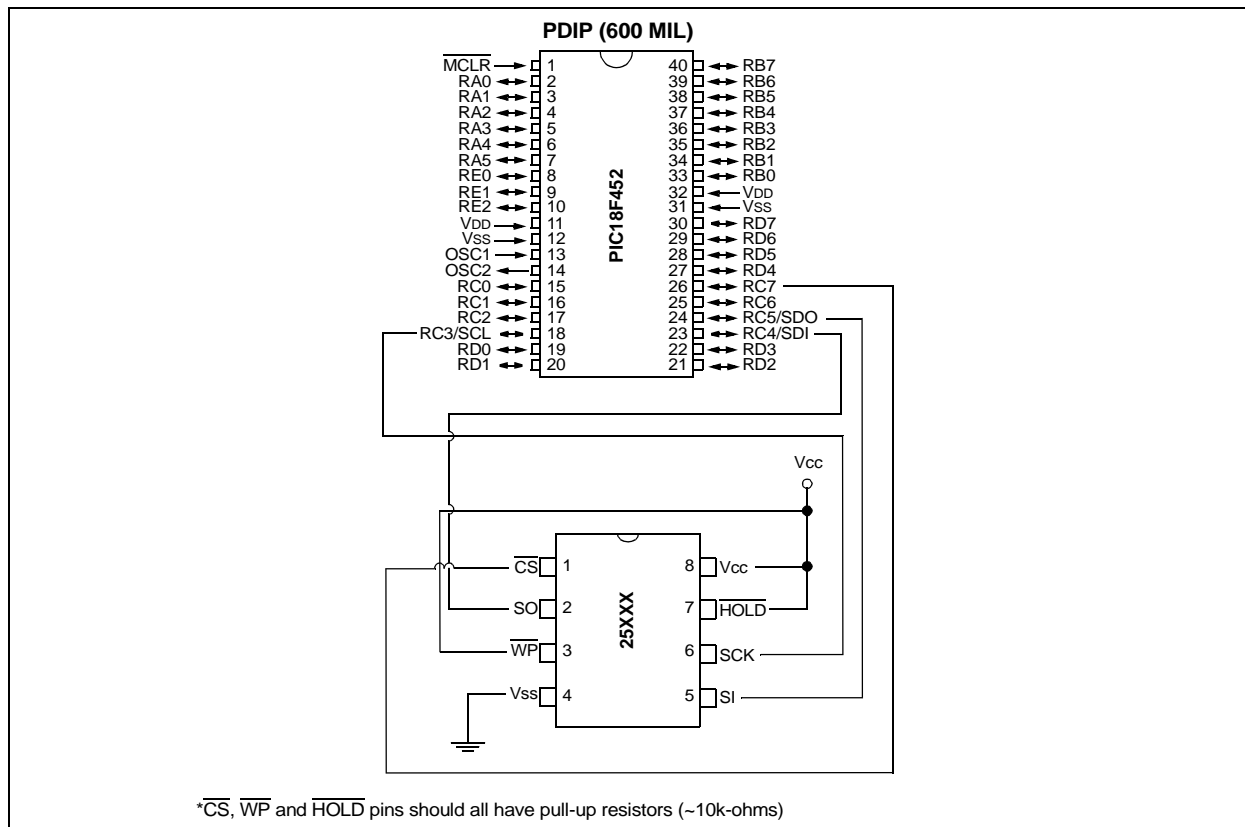 PDIP (600 MIL)
MCLR 1 40 RB7
RA0 2 39 RB6
RA1 3 38 RB5
RA2 4 37 RB4
RA3 5 36 RB3
RA4 6 35 RB2
RA5 7 34 RB1
RE0 8 33 RB0
RE1 9 32 VDD
RE2 10 31 VSS
VDD 11 30 RD7
VSS 12 29 RD6
OSC1 13 28 RD5
OSC2 14 27 RD4
RC0 15 26 RC7
RC1 16 25 RC6
RC2 17 24 RC5/SDO
RC3/SCL 18 23 RC4/SDI
RD0 19 22 RD3
RD1 20 21 RD2
PIC18F452
Vcc
CS 1 8 Vcc
SO 2 7 HOLD
WP 3 6 SCK
Vss 4 5 SI
25XXX
*CS, WP and HOLD pins should all have pull-up resistors (~10k-ohms)